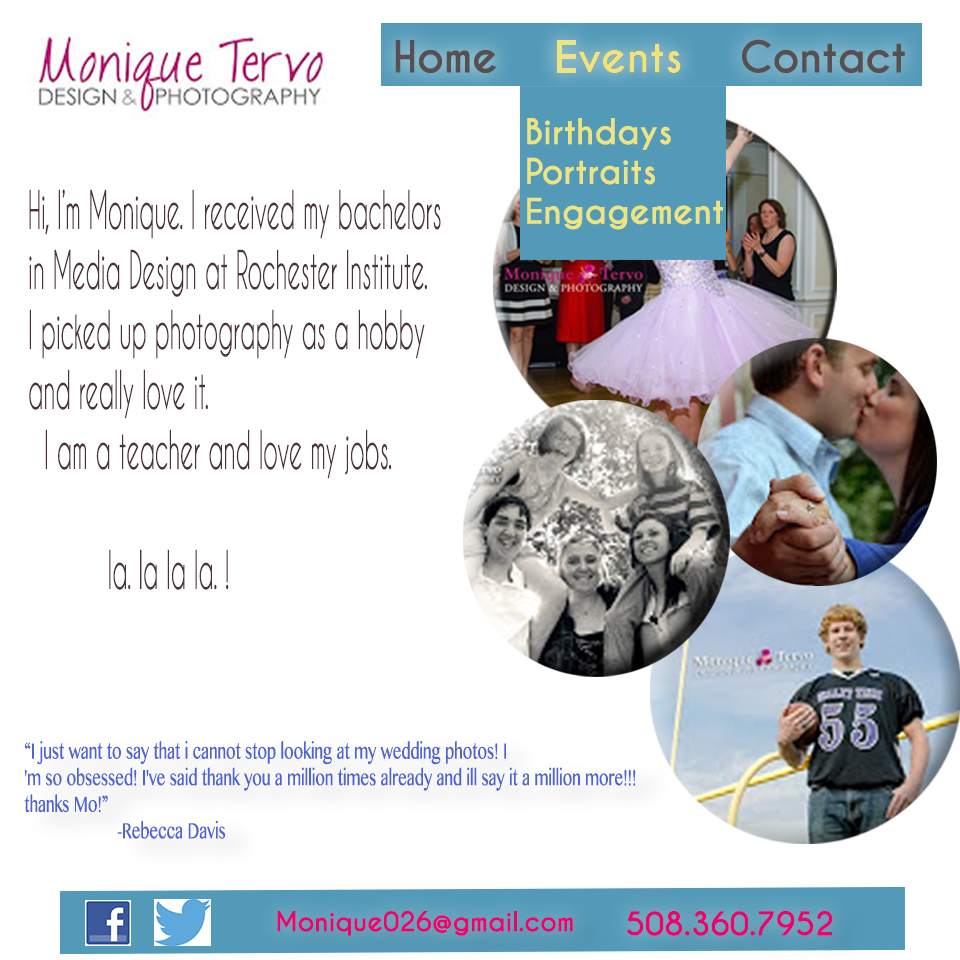 Monique Tervo
DESIGN & PHOTOGRAPHY
Home Events Contact
Birthdays
Portraits
Engagement
Hi, I'm Monique. I received my bachelors
in Media Design at Rochester Institute.
I picked up photography as a hobby
and really love it.
I am a teacher and love my jobs.
la. la la la. !
Monique Tervo
DESIGN & PHOTOGRAPHY
Monique Tervo
DESIGN & PHOTOGRAPHY
55
“I just want to say that i cannot stop looking at my wedding photos! I
'm so obsessed! I've said thank you a million times already and ill say it a million more!!!
thanks Mo!”
-Rebecca Davis
f
Monique026@gmail.com 508.360.7952